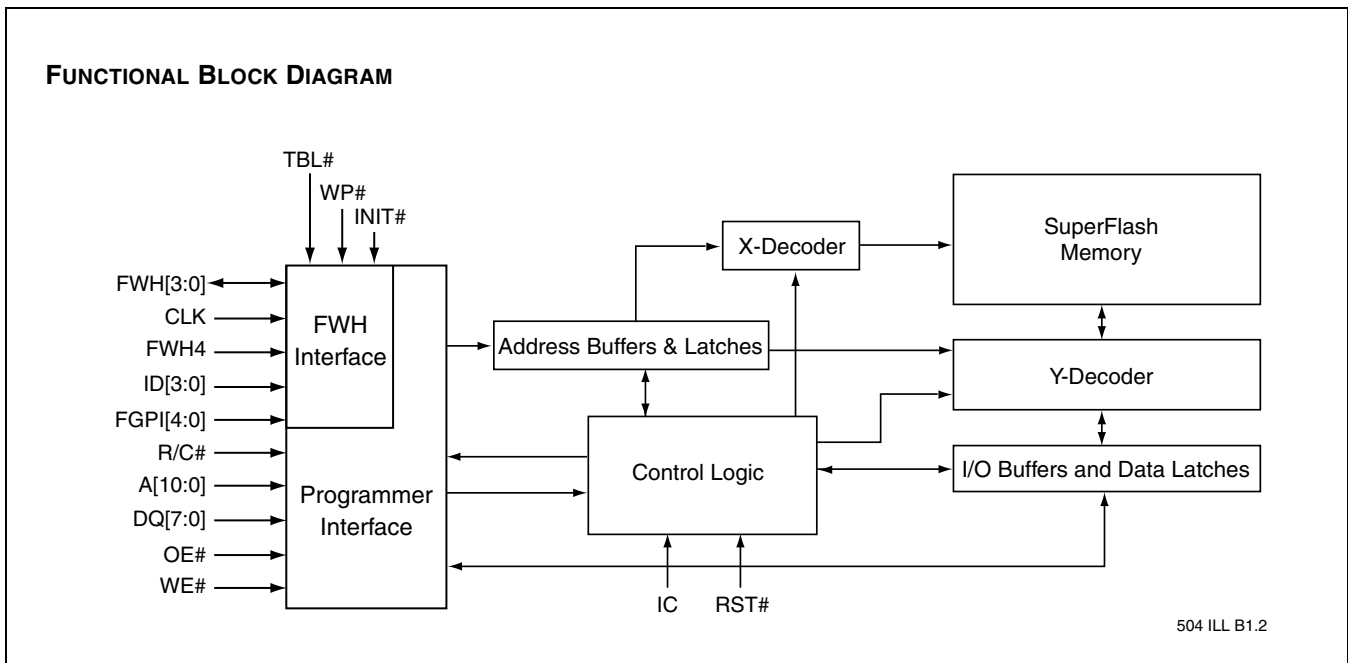 FUNCTIONAL BLOCK DIAGRAM
TBL#
WP#
INIT#
FWH[3:0]
CLK
FWH4
ID[3:0]
FGPI[4:0]
R/C#
A[10:0]
DQ[7:0]
OE#
WE#
FWH
Interface
Programmer
Interface
Address Buffers & Latches
X-Decoder
Control Logic
IC
RST#
SuperFlash
Memory
Y-Decoder
I/O Buffers and Data Latches
504 ILL B1.2